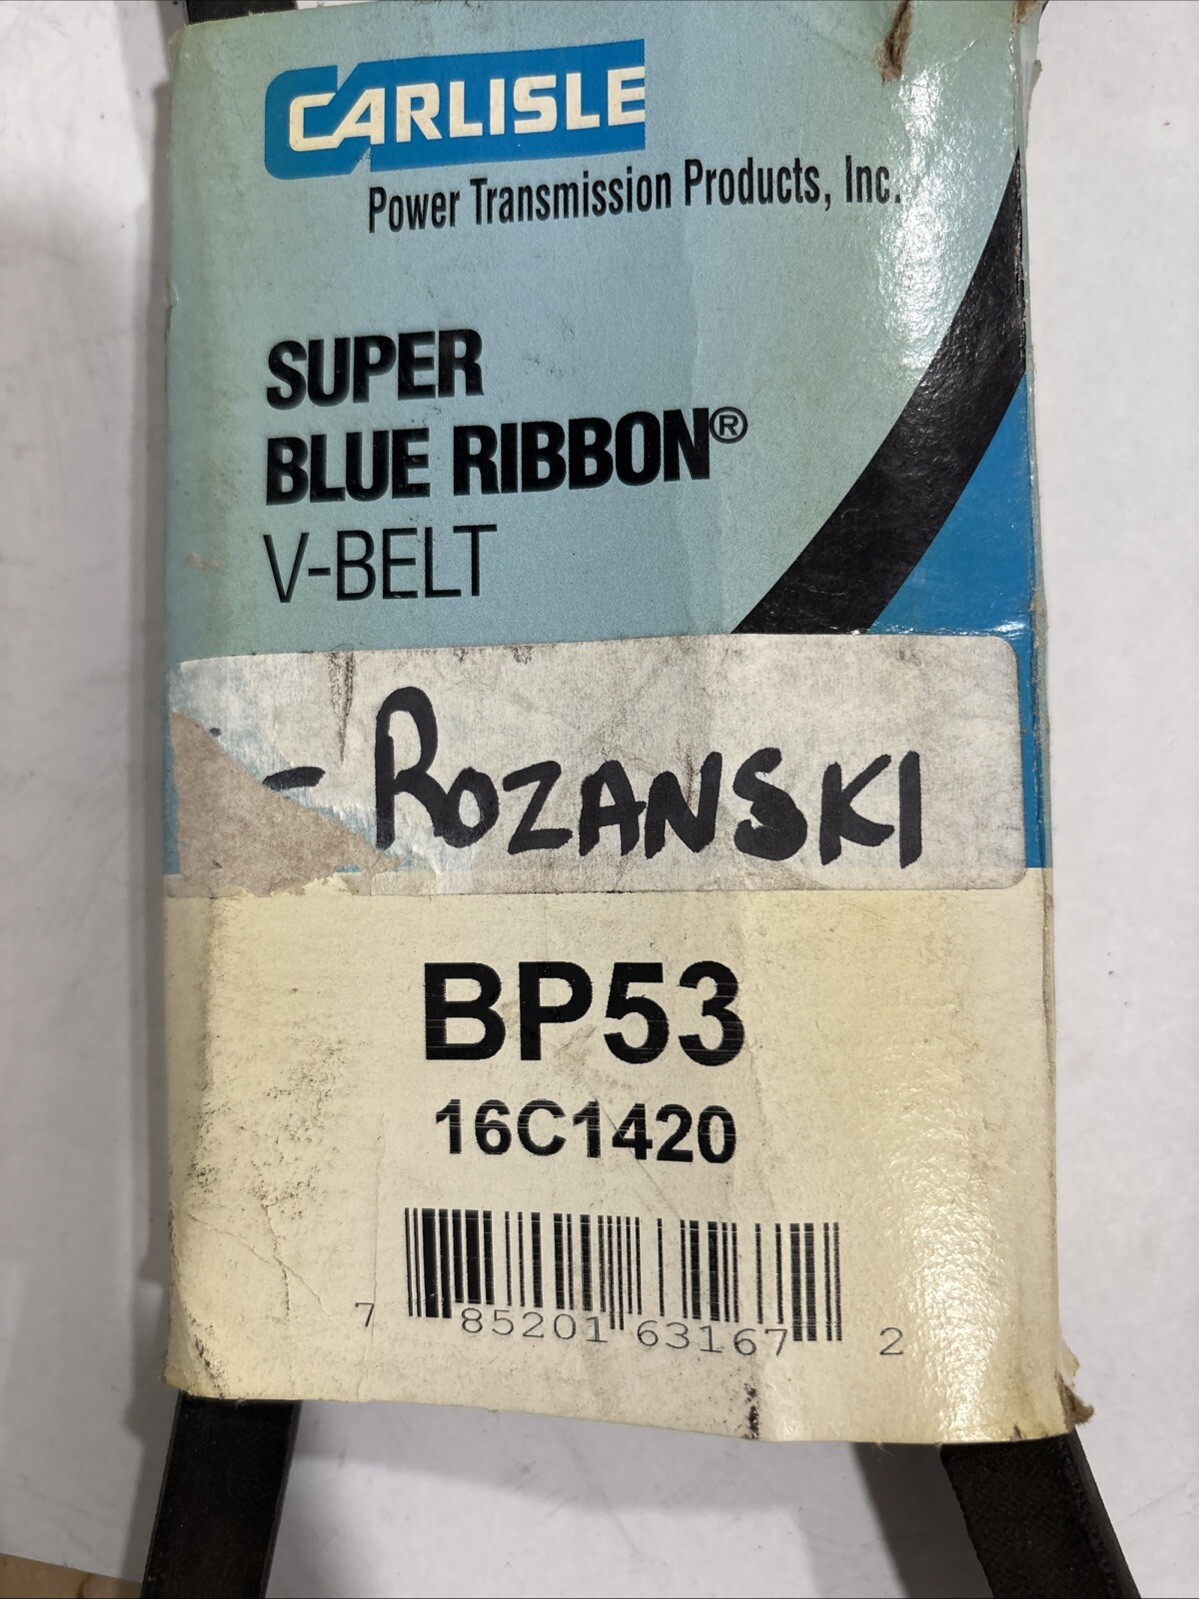 CARLISLE
Power Transmission Products, Inc.
SUPER
BLUE RIBBON®
V-BELT
- ROZANSKI
BP53
16C1420
7 85201 63167 2